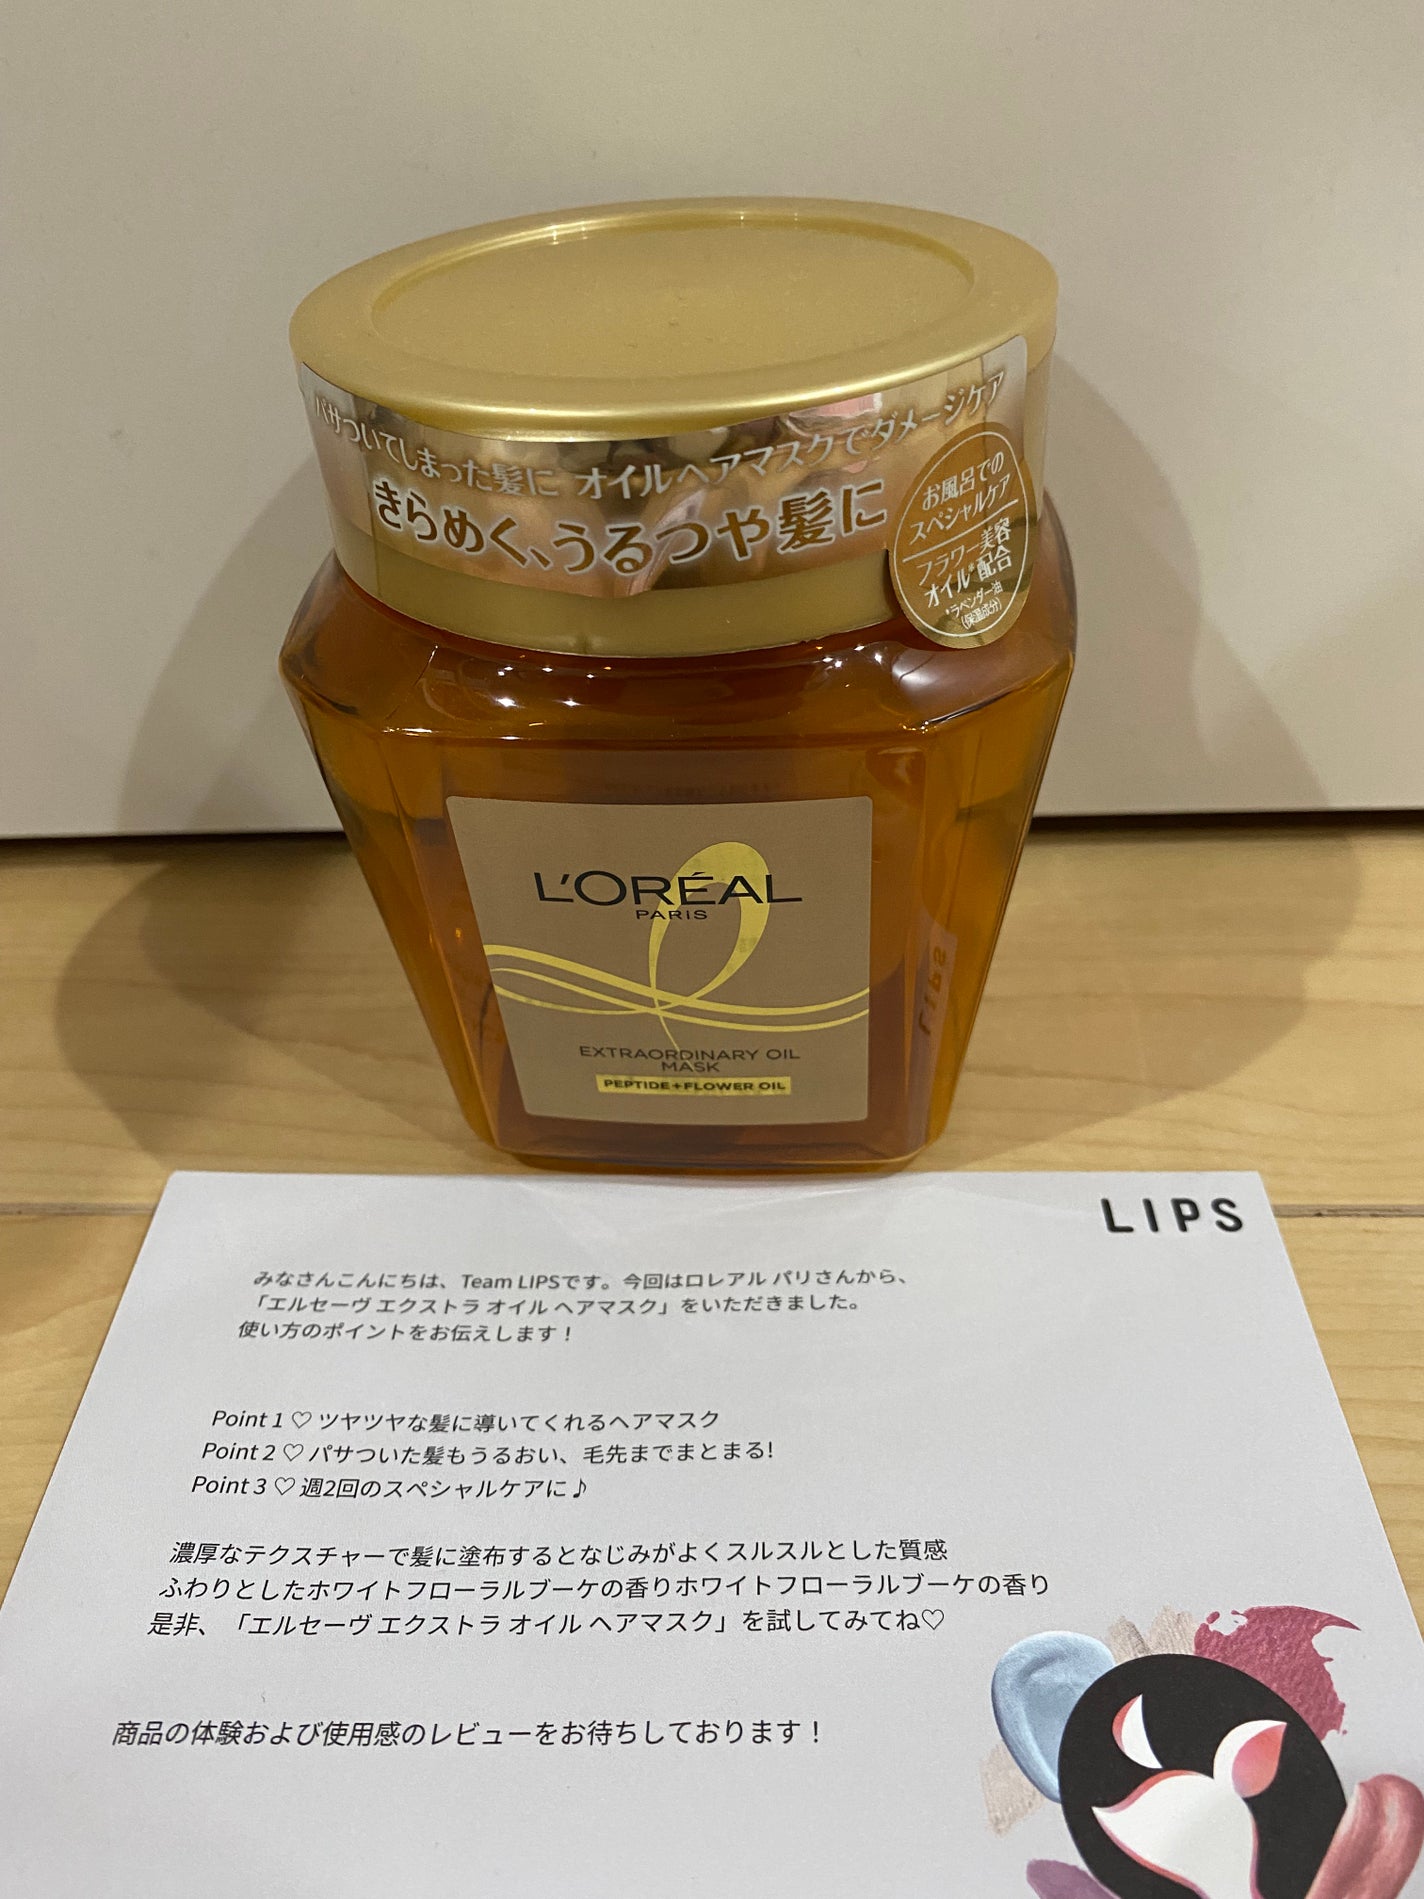 パサついてしまった髪に オイルヘアマスクでダメージケア
きらめく、うるつや髪に
お風呂での
スペシャルケア
フラワー美容
オイル*配合
*ラベンダー油
(保湿成分)
L'ORÉAL
PARIS
EXTRAORDINARY OIL
MASK
PEPTIDE+FLOWER OIL
LIPS
みなさんこんにちは、Team LIPSです。今回はロレアル パリさんから、
「エルセーヴ エクストラ オイル ヘアマスク」をいただきました。
使い方のポイントをお伝えします！
Point 1 ♡ ツヤツヤな髪に導いてくれるヘアマスク
Point 2 ♡ パサついた髪もうるおい、毛先までまとまる!
Point 3 ♡ 週2回のスペシャルケアに♪
濃厚なテクスチャーで髪に塗布するとなじみがよくスルスルとした質感
ふわりとしたホワイトフローラルブーケの香りホワイトフローラルブーケの香り
是非、「エルセーヴ エクストラ オイル ヘアマスク」を試してみてね♡
商品の体験および使用感のレビューをお待ちしております！